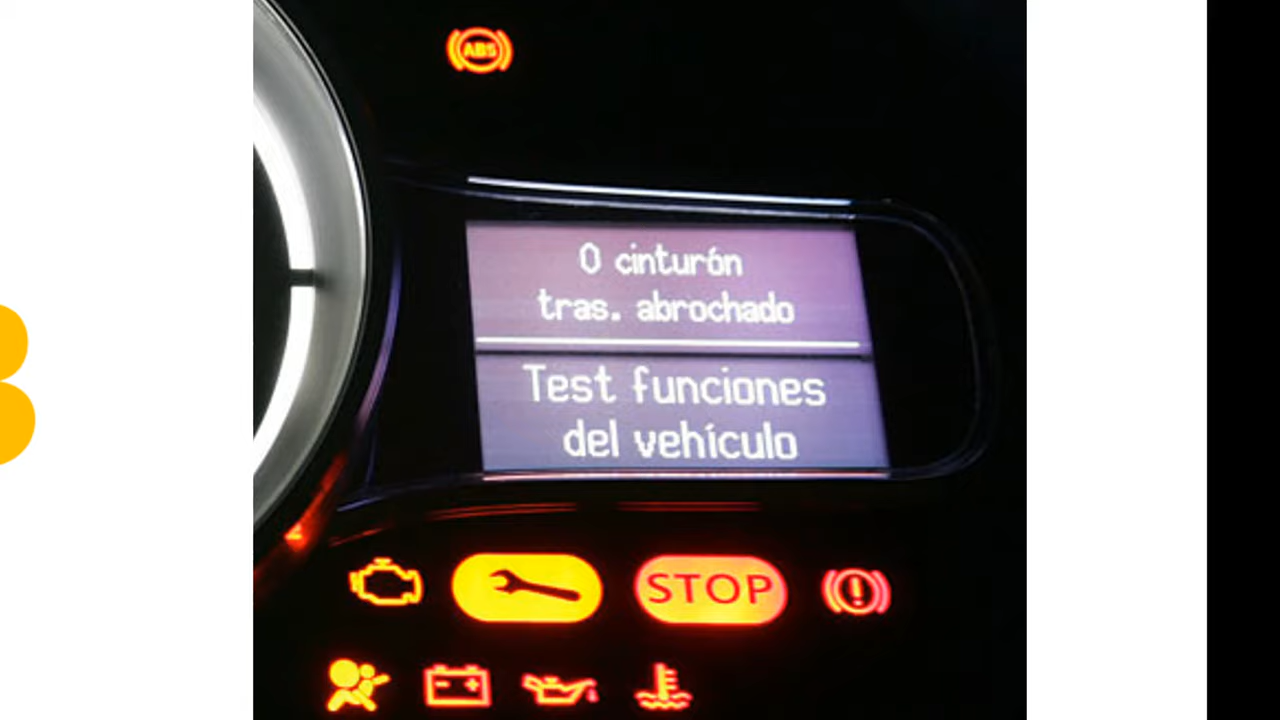 ABS
0 cinturón
tras. abrochado
Test funciones
del vehículo
STOP